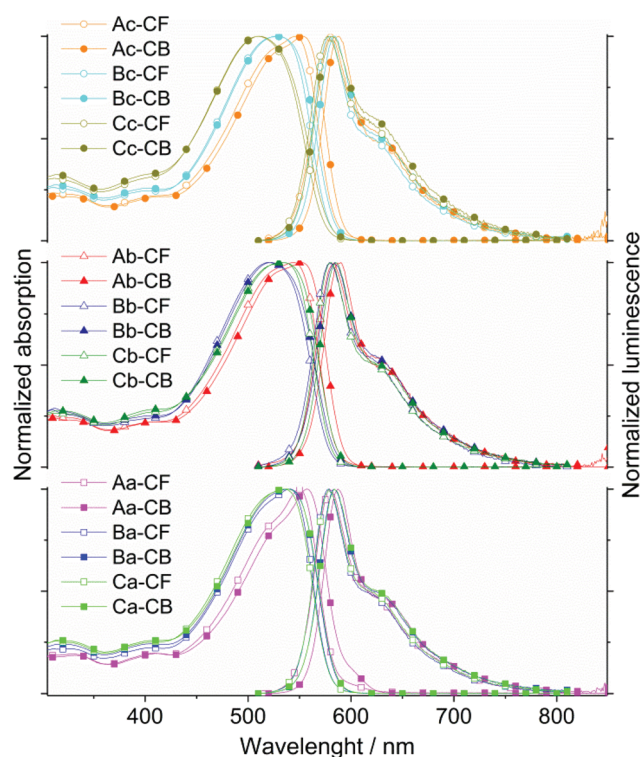 Ac-CF
Ac-CB
Bc-CF
Bc-CB
Cc-CF
Cc-CB
Normalized absorption
Normalized luminescence
Ab-CF
Ab-CB
Bb-CF
Bb-CB
Cb-CF
Cb-CB
Aa-CF
Aa-CB
Ba-CF
Ba-CB
Ca-CF
Ca-CB
400 500 600 700 800
Wavelenght / nm